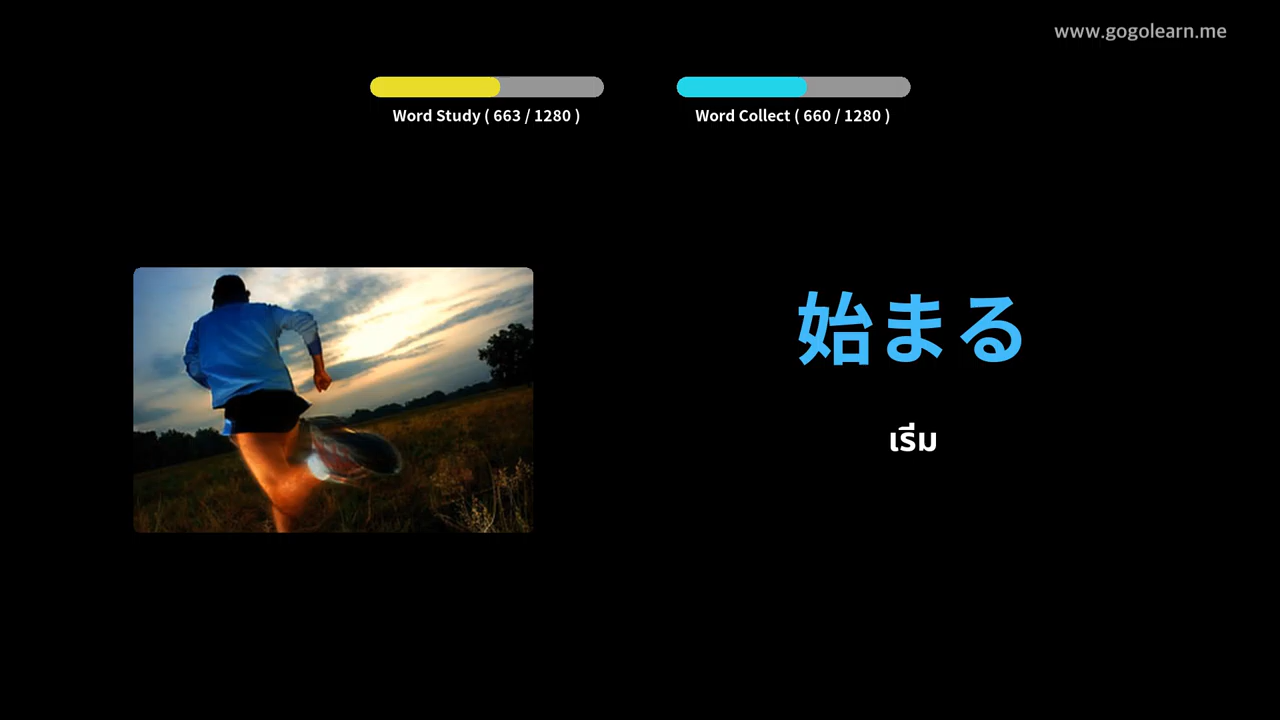 www.gogolearn.me
Word Study ( 663 / 1280 )
Word Collect ( 660 / 1280 )
始まる
เริ่ม